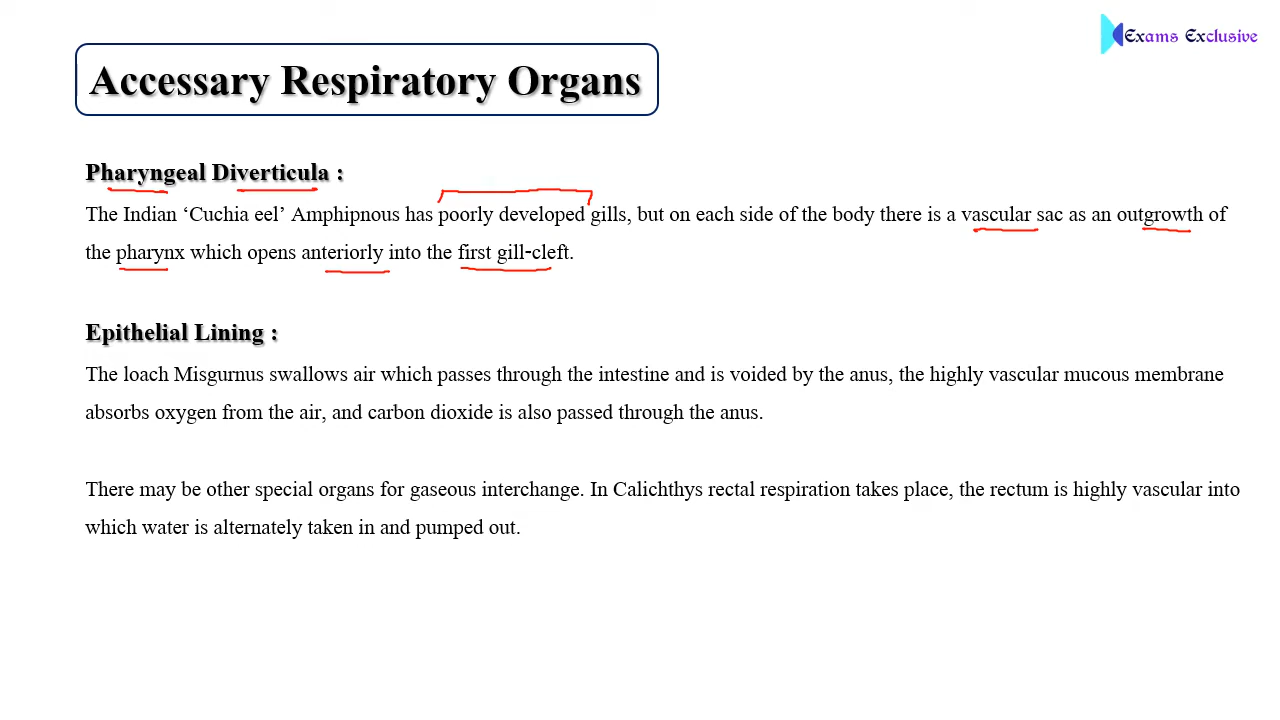 Exams Exclusive
Accessary Respiratory Organs
Pharyngeal Diverticula :
The Indian ‘Cuchia eel’ Amphipnous has poorly developed gills, but on each side of the body there is a vascular sac as an outgrowth of
the pharynx which opens anteriorly into the first gill-cleft.
Epithelial Lining :
The loach Misgurnus swallows air which passes through the intestine and is voided by the anus, the highly vascular mucous membrane
absorbs oxygen from the air, and carbon dioxide is also passed through the anus.
There may be other special organs for gaseous interchange. In Calichthys rectal respiration takes place, the rectum is highly vascular into
which water is alternately taken in and pumped out.